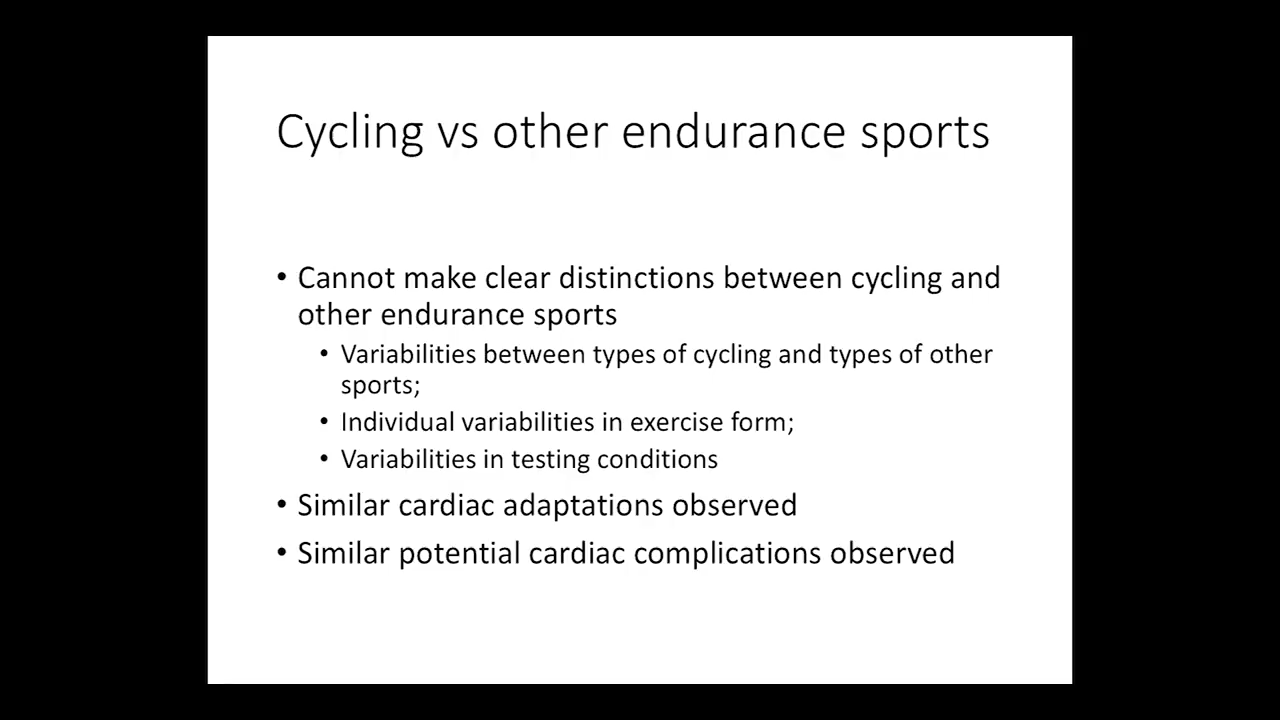 Cycling vs other endurance sports
• Cannot make clear distinctions between cycling and
other endurance sports
• Variabilities between types of cycling and types of other
sports;
• Individual variabilities in exercise form;
• Variabilities in testing conditions
• Similar cardiac adaptations observed
• Similar potential cardiac complications observed